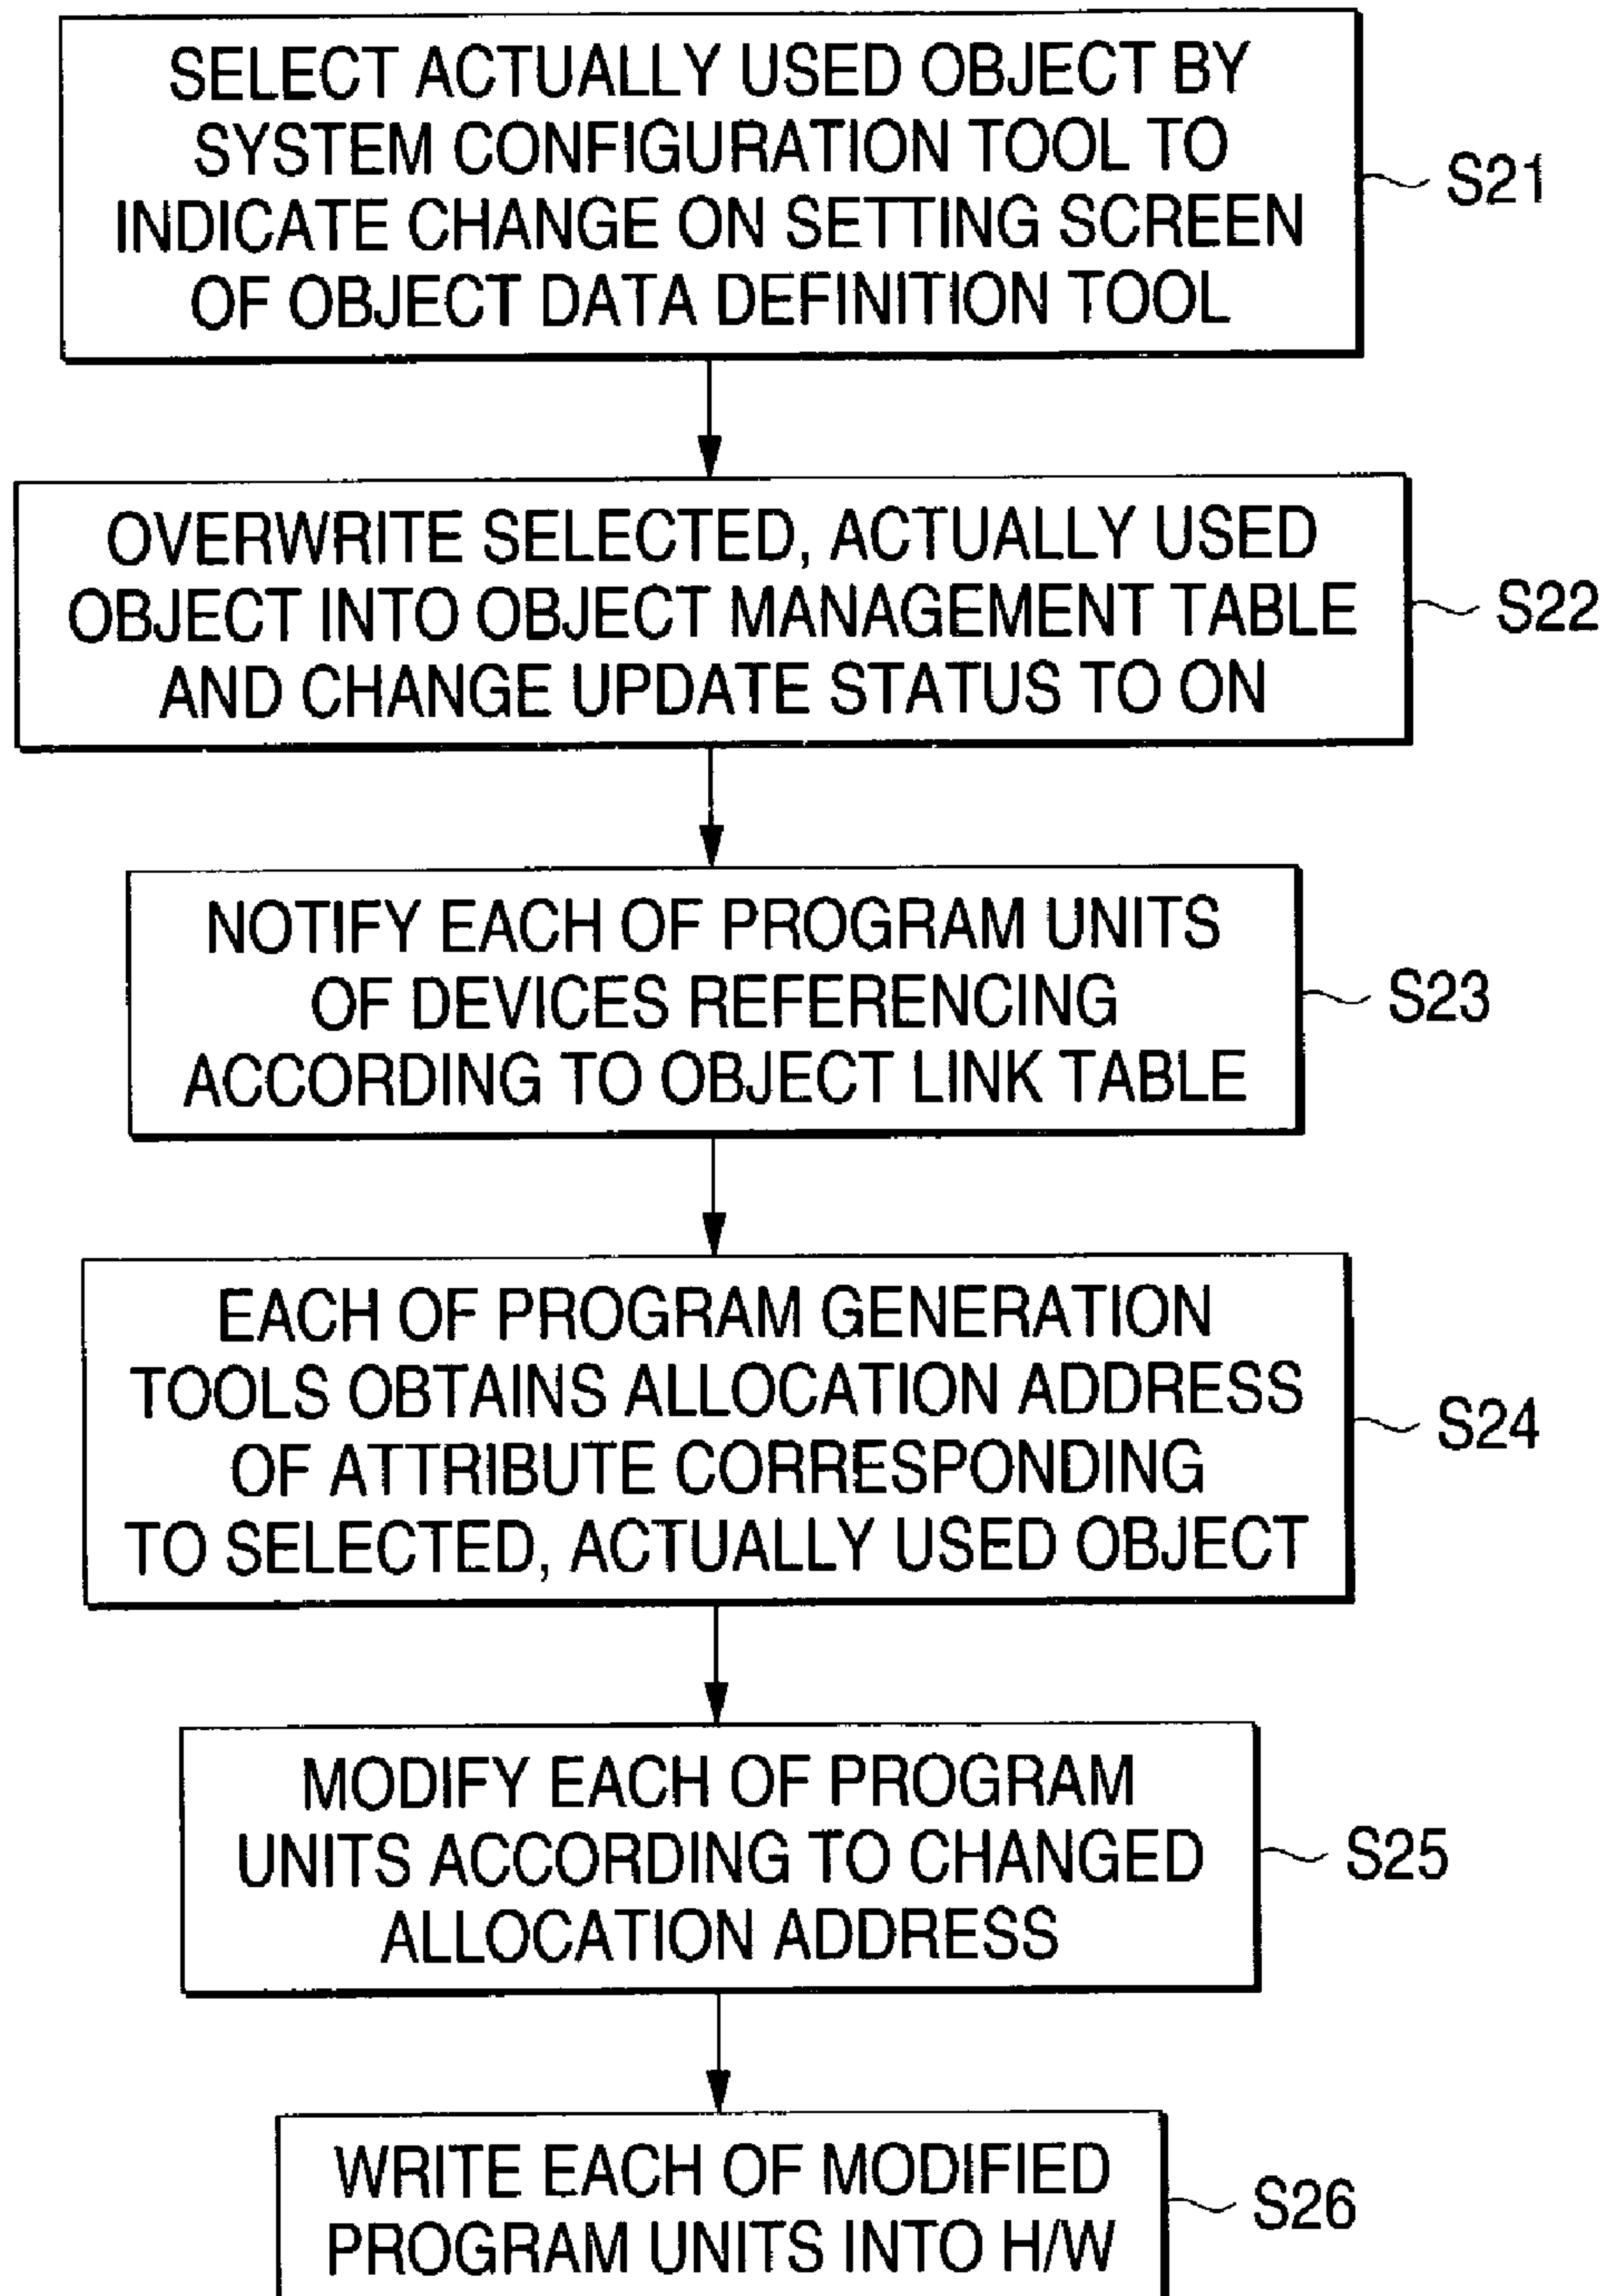 SELECT ACTUALLY USED OBJECT BY
SYSTEM CONFIGURATION TOOL TO
INDICATE CHANGE ON SETTING SCREEN
OF OBJECT DATA DEFINITION TOOL
S21
OVERWRITE SELECTED, ACTUALLY USED
OBJECT INTO OBJECT MANAGEMENT TABLE
AND CHANGE UPDATE STATUS TO ON
S22
NOTIFY EACH OF PROGRAM UNITS
OF DEVICES REFERENCING
ACCORDING TO OBJECT LINK TABLE
S23
EACH OF PROGRAM GENERATION
TOOLS OBTAINS ALLOCATION ADDRESS
OF ATTRIBUTE CORRESPONDING
TO SELECTED, ACTUALLY USED OBJECT
S24
MODIFY EACH OF PROGRAM
UNITS ACCORDING TO CHANGED
ALLOCATION ADDRESS
S25
WRITE EACH OF MODIFIED
PROGRAM UNITS INTO H/W
S26